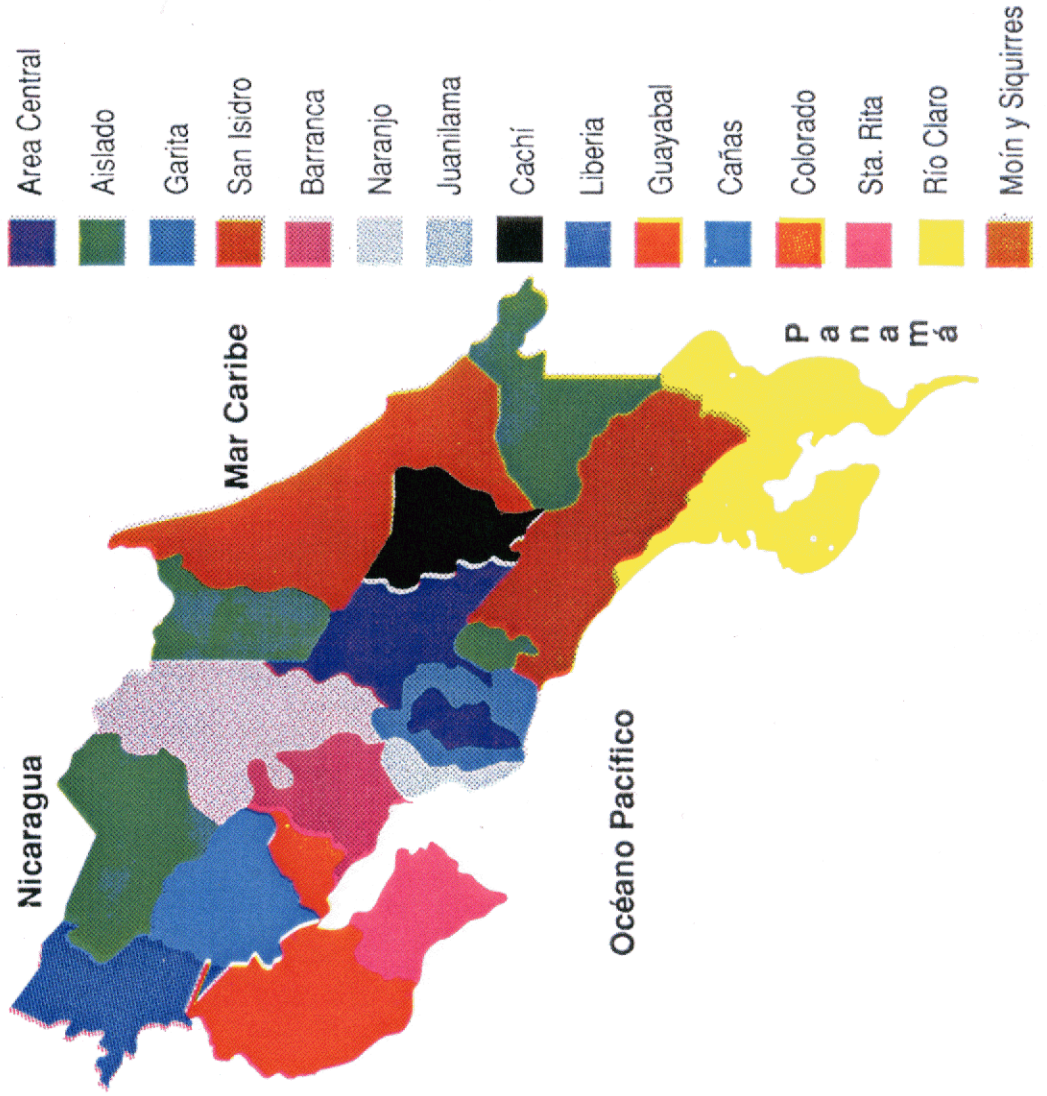 Nicaragua
Mar Caribe
Océano Pacífico
Panamá
Area Central
Aislado
Garita
San Isidro
Barranca
Naranjo
Juanilama
Cachí
Liberia
Guayabal
Cañas
Colorado
Sta. Rita
Río Claro
Moín y Siquirres